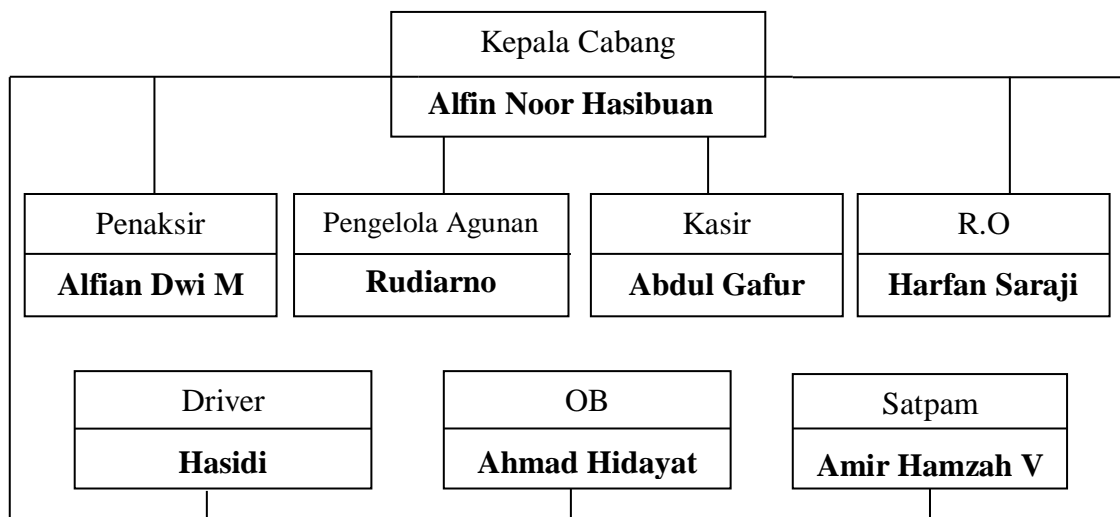 Kepala Cabang
Alfin Noor Hasibuan
Penaksir
Alfian Dwi M
Pengelola Agunan
Rudiarno
Kasir
Abdul Gafur
R.O
Harfan Saraji
Driver
Hasidi
OB
Ahmad Hidayat
Satpam
Amir Hamzah V